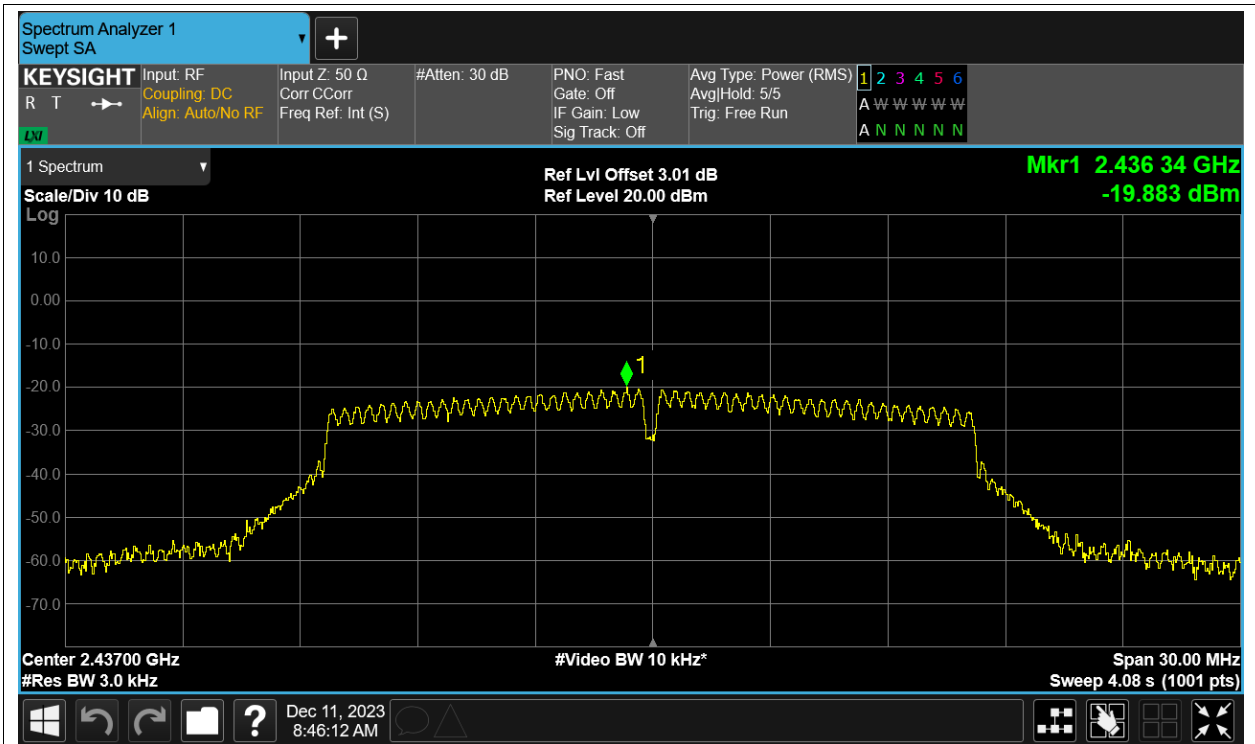 Spectrum Analyzer 1
Swept SA
KEYSIGHT
R T
LXI
Input: RF
Coupling: DC
Align: Auto/No RF
Input Z: 50 Ω
Corr CCorr
Freq Ref: Int (S)
#Atten: 30 dB
PNO: Fast
Gate: Off
IF Gain: Low
Sig Track: Off
Avg Type: Power (RMS)
Avg|Hold: 5/5
Trig: Free Run
1 2 3 4 5 6
A W W W W W
A N N N N N
1 Spectrum
Scale/Div 10 dB
Ref Lvl Offset 3.01 dB
Ref Level 20.00 dBm
Mkr1 2.436 34 GHz
-19.883 dBm
Log
10.0
0.00
-10.0
-20.0
-30.0
-40.0
-50.0
-60.0
-70.0
1
Center 2.43700 GHz
#Res BW 3.0 kHz
#Video BW 10 kHz*
Span 30.00 MHz
Sweep 4.08 s (1001 pts)
?
Dec 11, 2023
8:46:12 AM